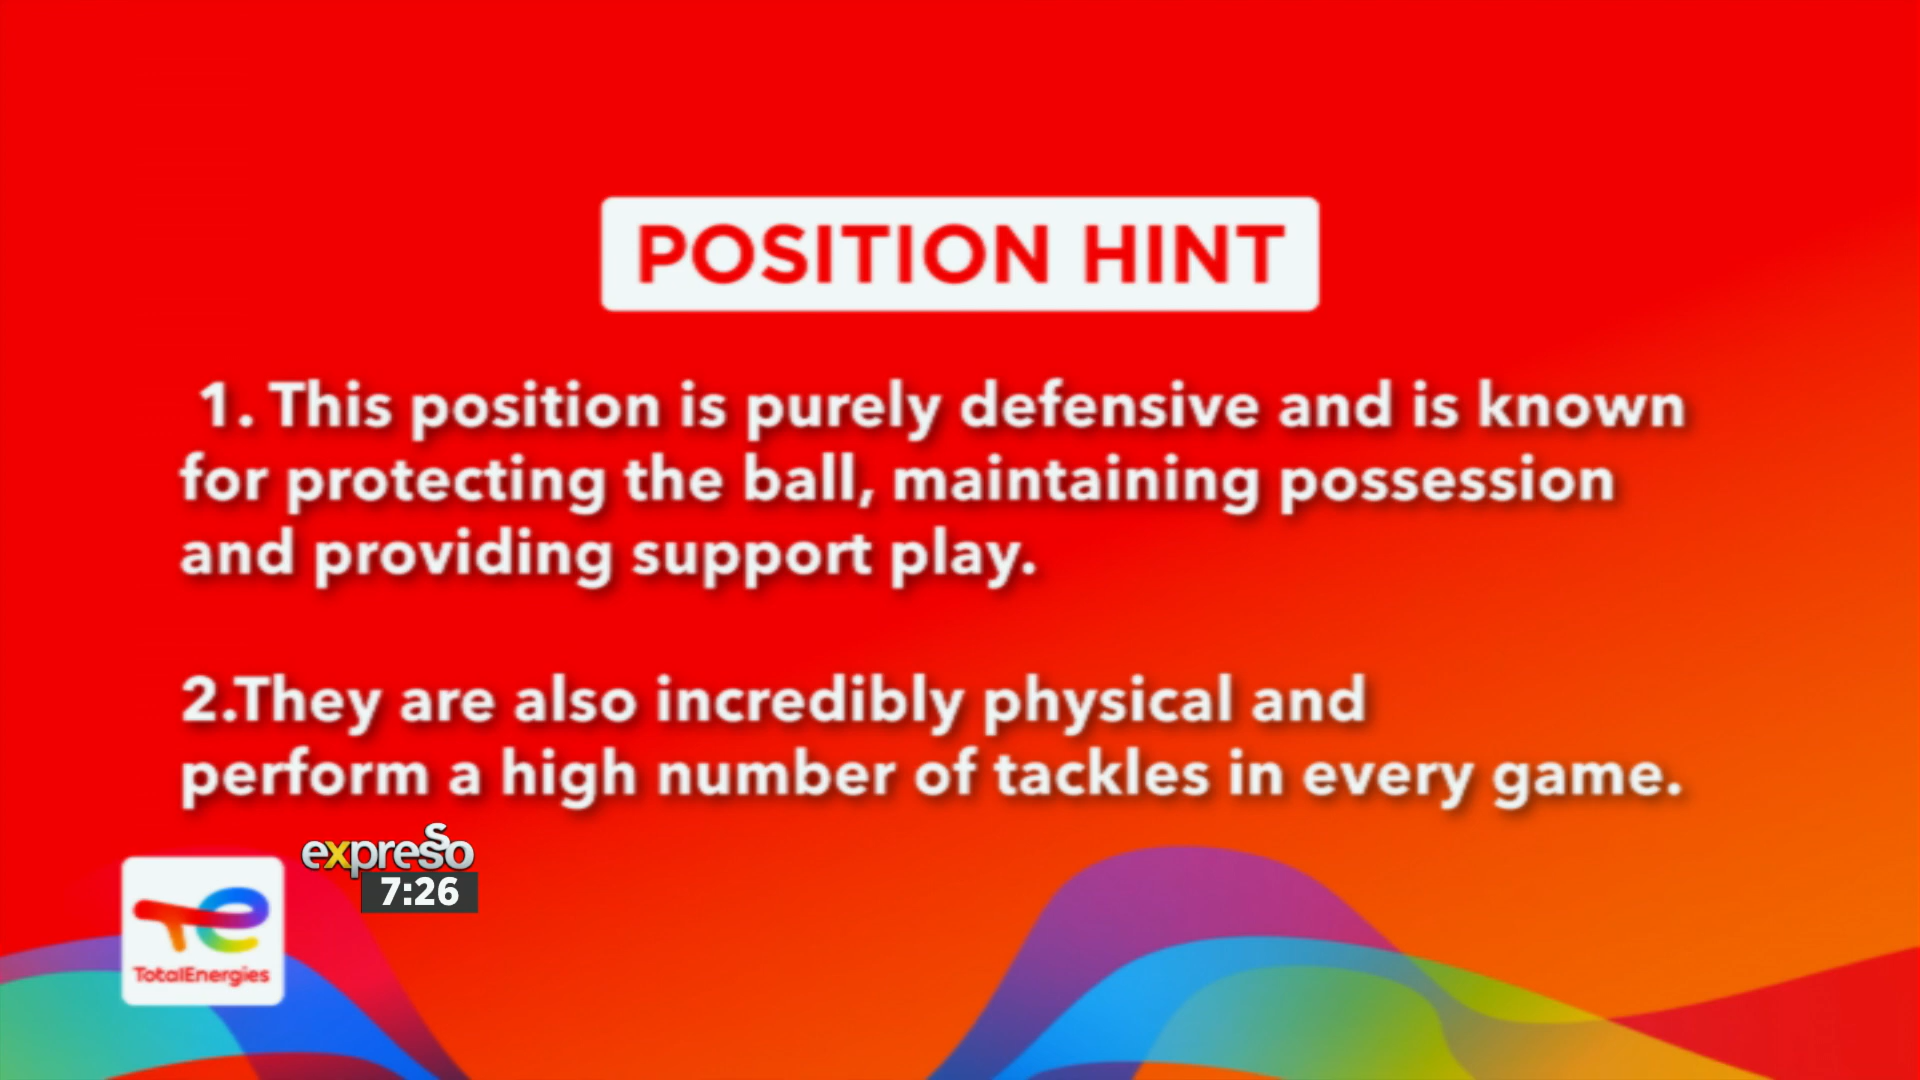 POSITION HINT
1. This position is purely defensive and is known
for protecting the ball, maintaining possession
and providing support play.
2.They are also incredibly physical and
perform a high number of tackles in every game.
expresso
7:26
TotalEnergies